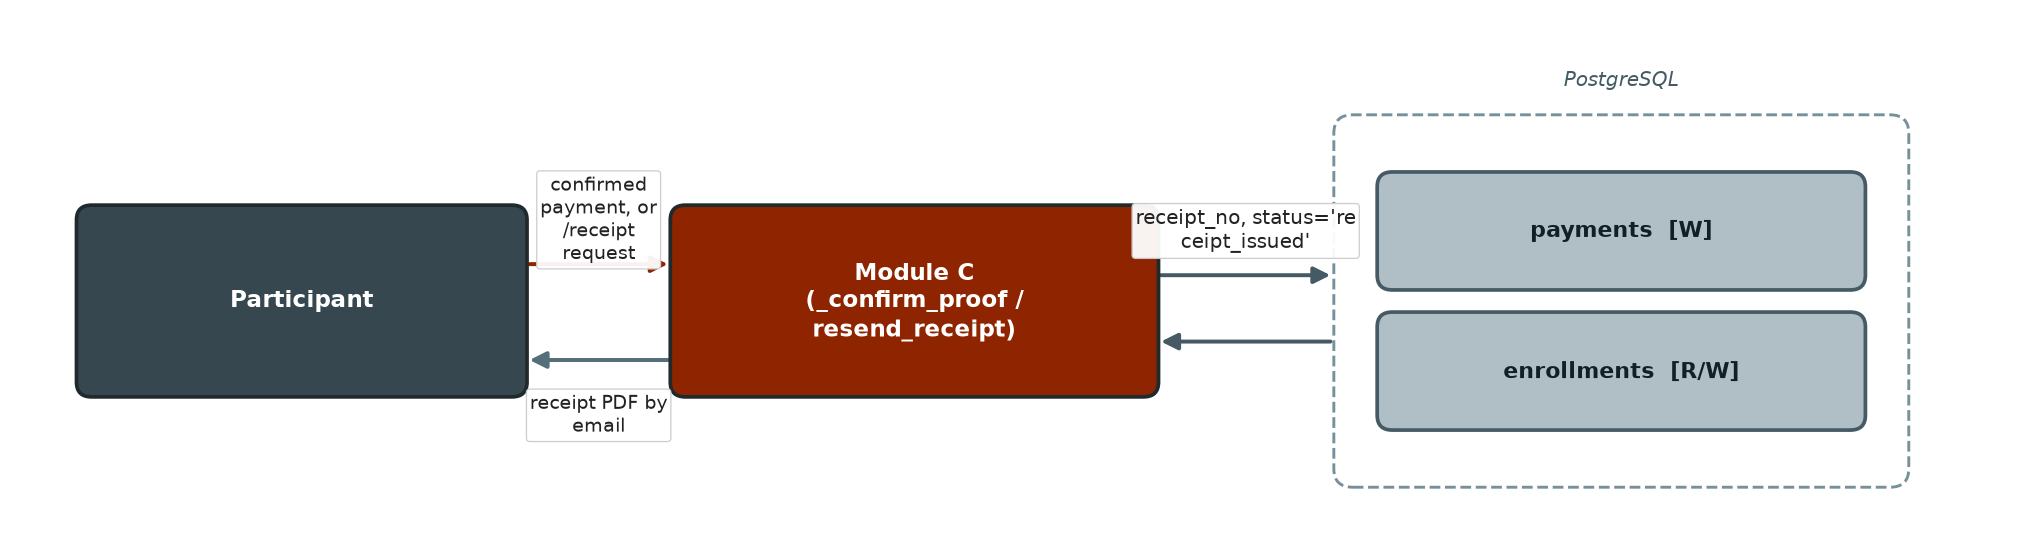 PostgreSQL
confirmed
payment, or
/receipt
request
receipt_no, status='re
ceipt_issued'
payments [W]
Participant
Module C
(_confirm_proof /
resend_receipt)
enrollments [R/W]
receipt PDF by
email